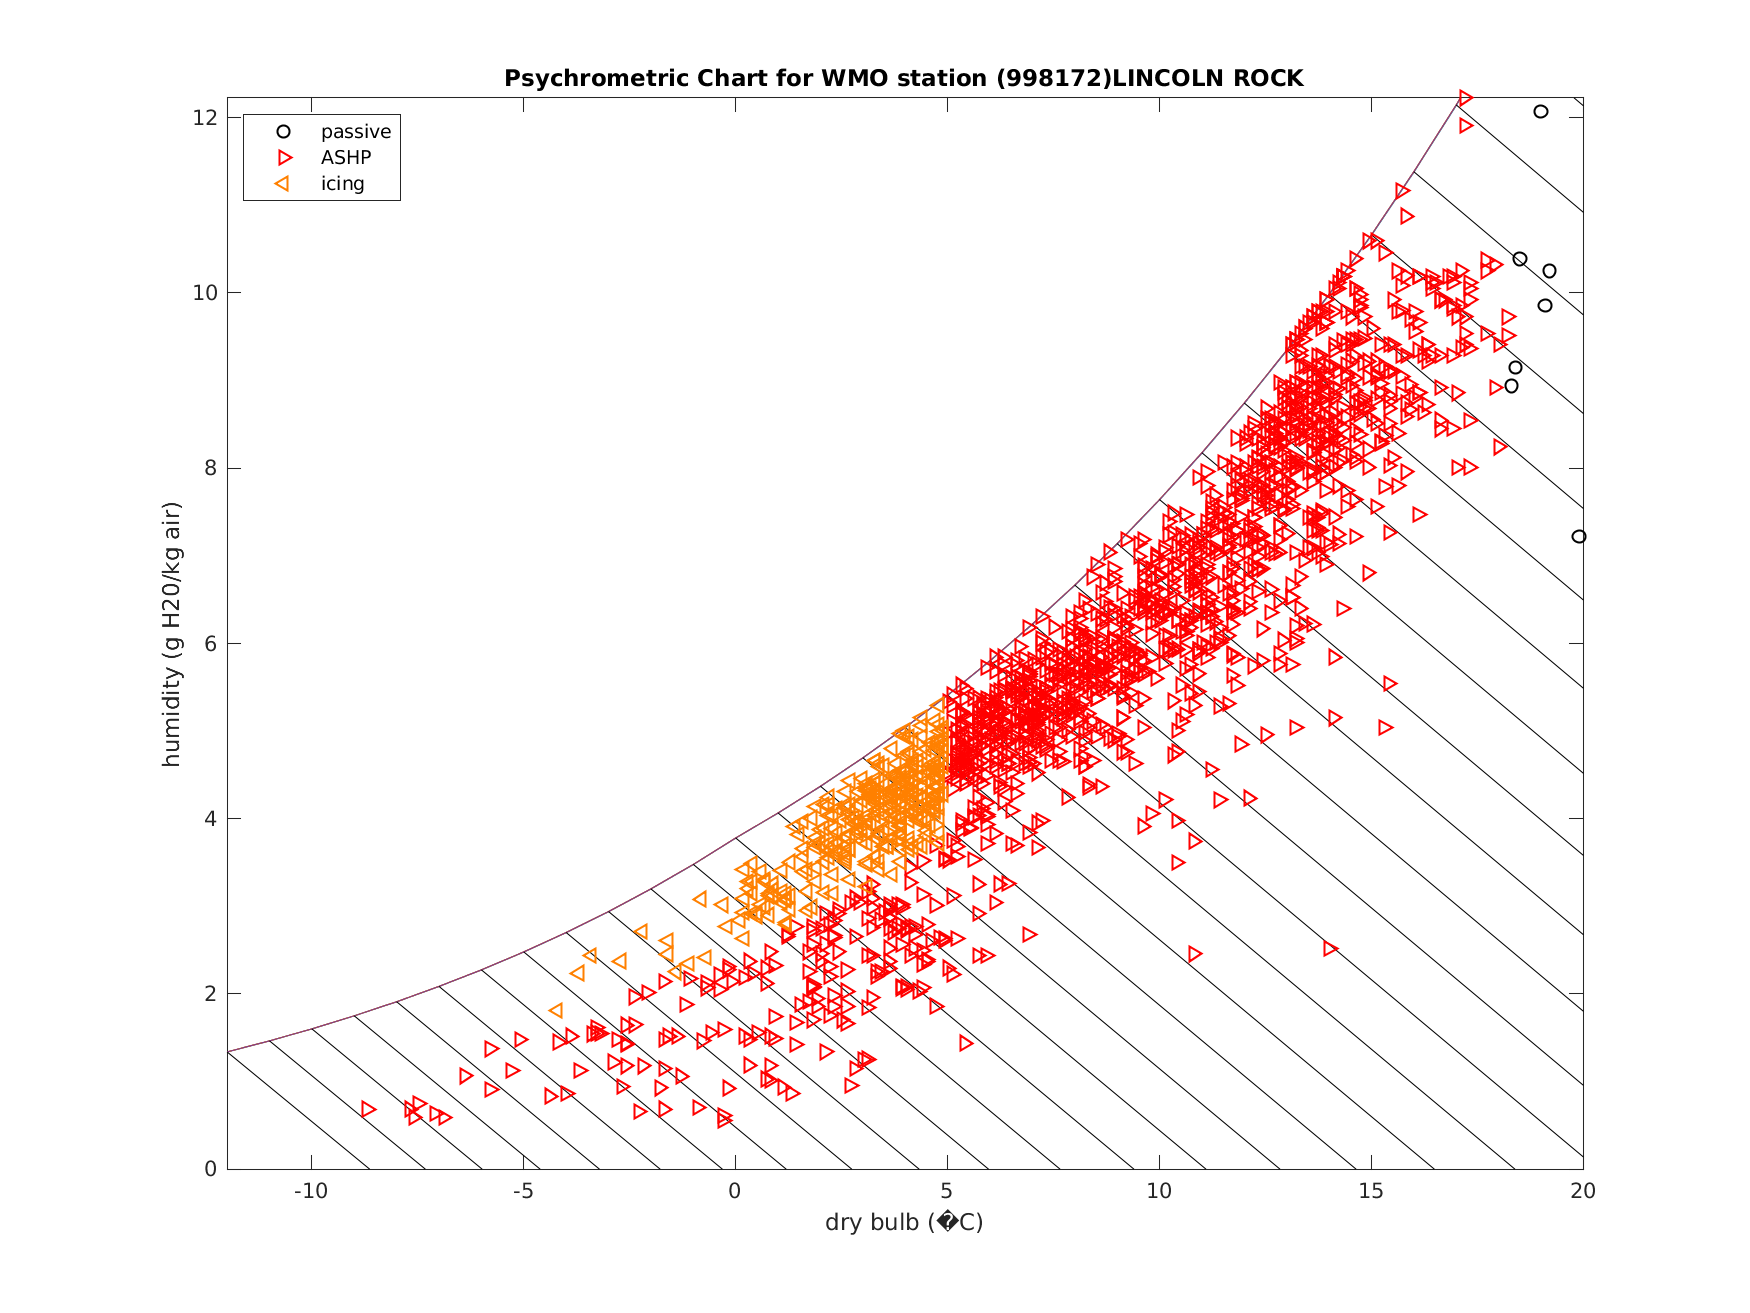 Psychrometric Chart for WMO station (998172)LINCOLN ROCK
passive
ASHP
icing
humidity (g H20/kg air)
12
10
8
6
4
2
0
-10 -5 0 5 10 15 20
dry bulb (�C)